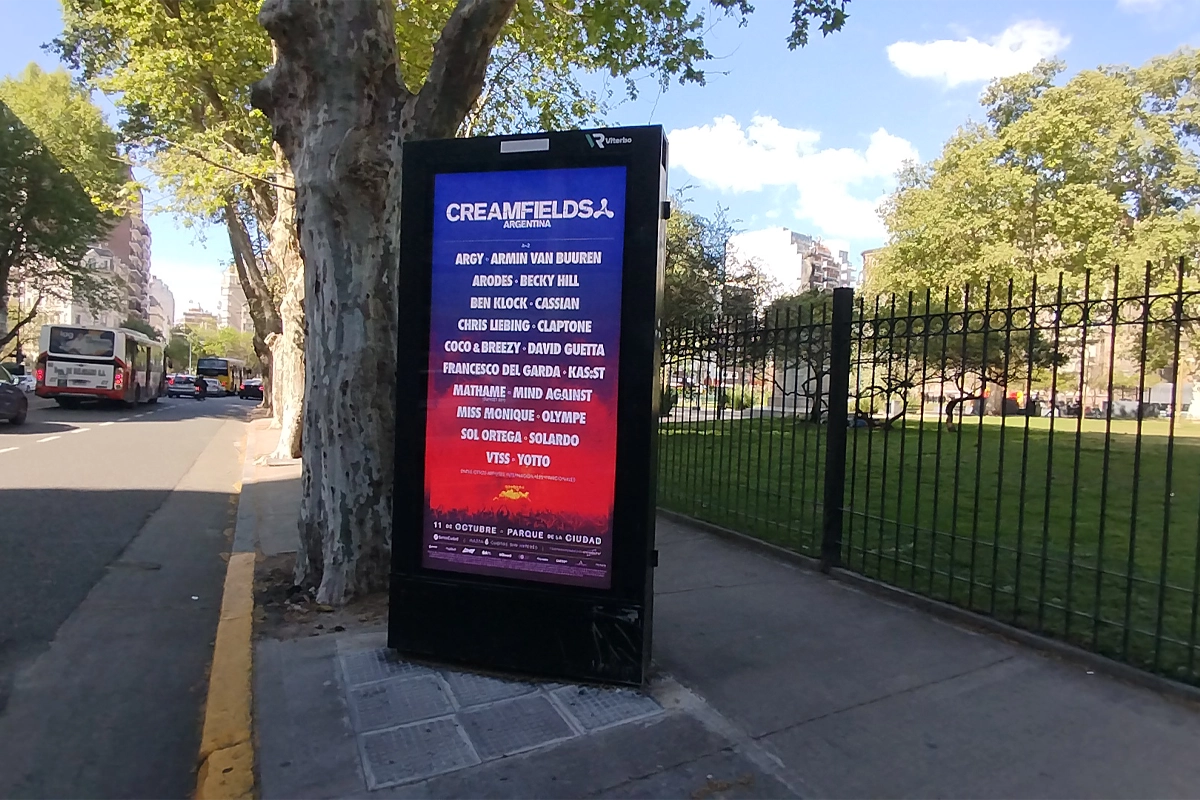 VR Viterbo
CREAMFIELDS
ARGENTINA
A–Z
ARGY · ARMIN VAN BUUREN
ARODES · BECKY HILL
BEN KLOCK · CASSIAN
CHRIS LIEBING · CLAPTONE
COCO & BREEZY · DAVID GUETTA
FRANCESCO DEL GARDA · KAS:ST
MATHAME · MIND AGAINST
MISS MONIQUE · OLYMPE
SOL ORTEGA · SOLARDO
VTSS · YOTTO
11 DE OCTUBRE · PARQUE DE LA CIUDAD